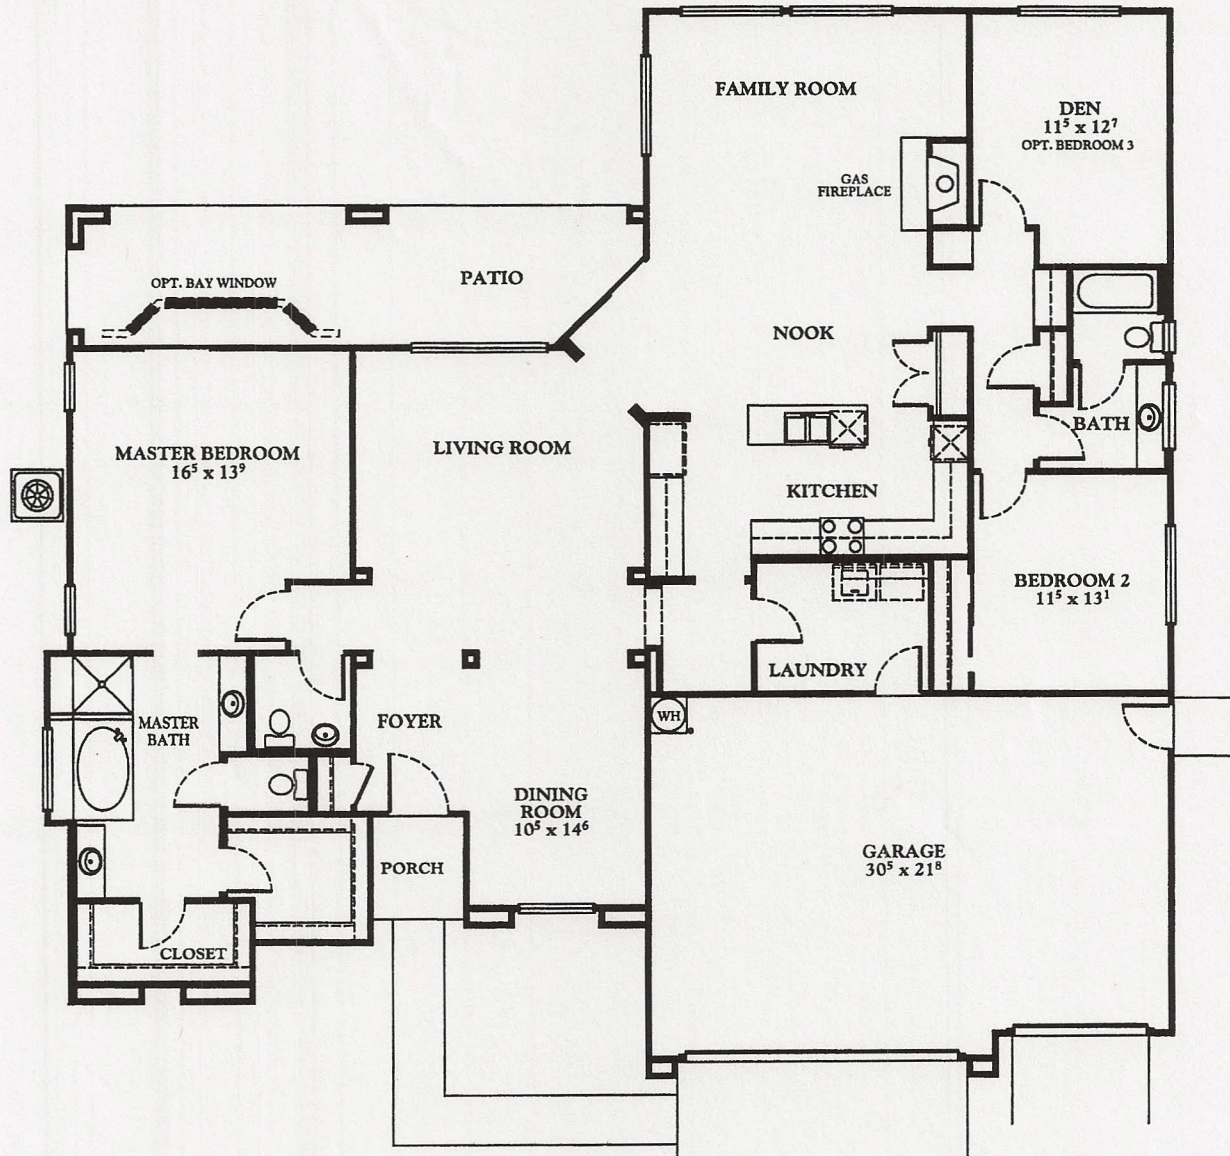 FAMILY ROOM
DEN
11⁵ x 12⁷
OPT. BEDROOM 3
GAS
FIREPLACE
OPT. BAY WINDOW
PATIO
NOOK
MASTER BEDROOM
16⁵ x 13⁹
LIVING ROOM
BATH
KITCHEN
BEDROOM 2
11⁵ x 13¹
LAUNDRY
MASTER
BATH
FOYER
WH
DINING
ROOM
10⁵ x 14⁶
PORCH
GARAGE
30⁵ x 21⁸
CLOSET